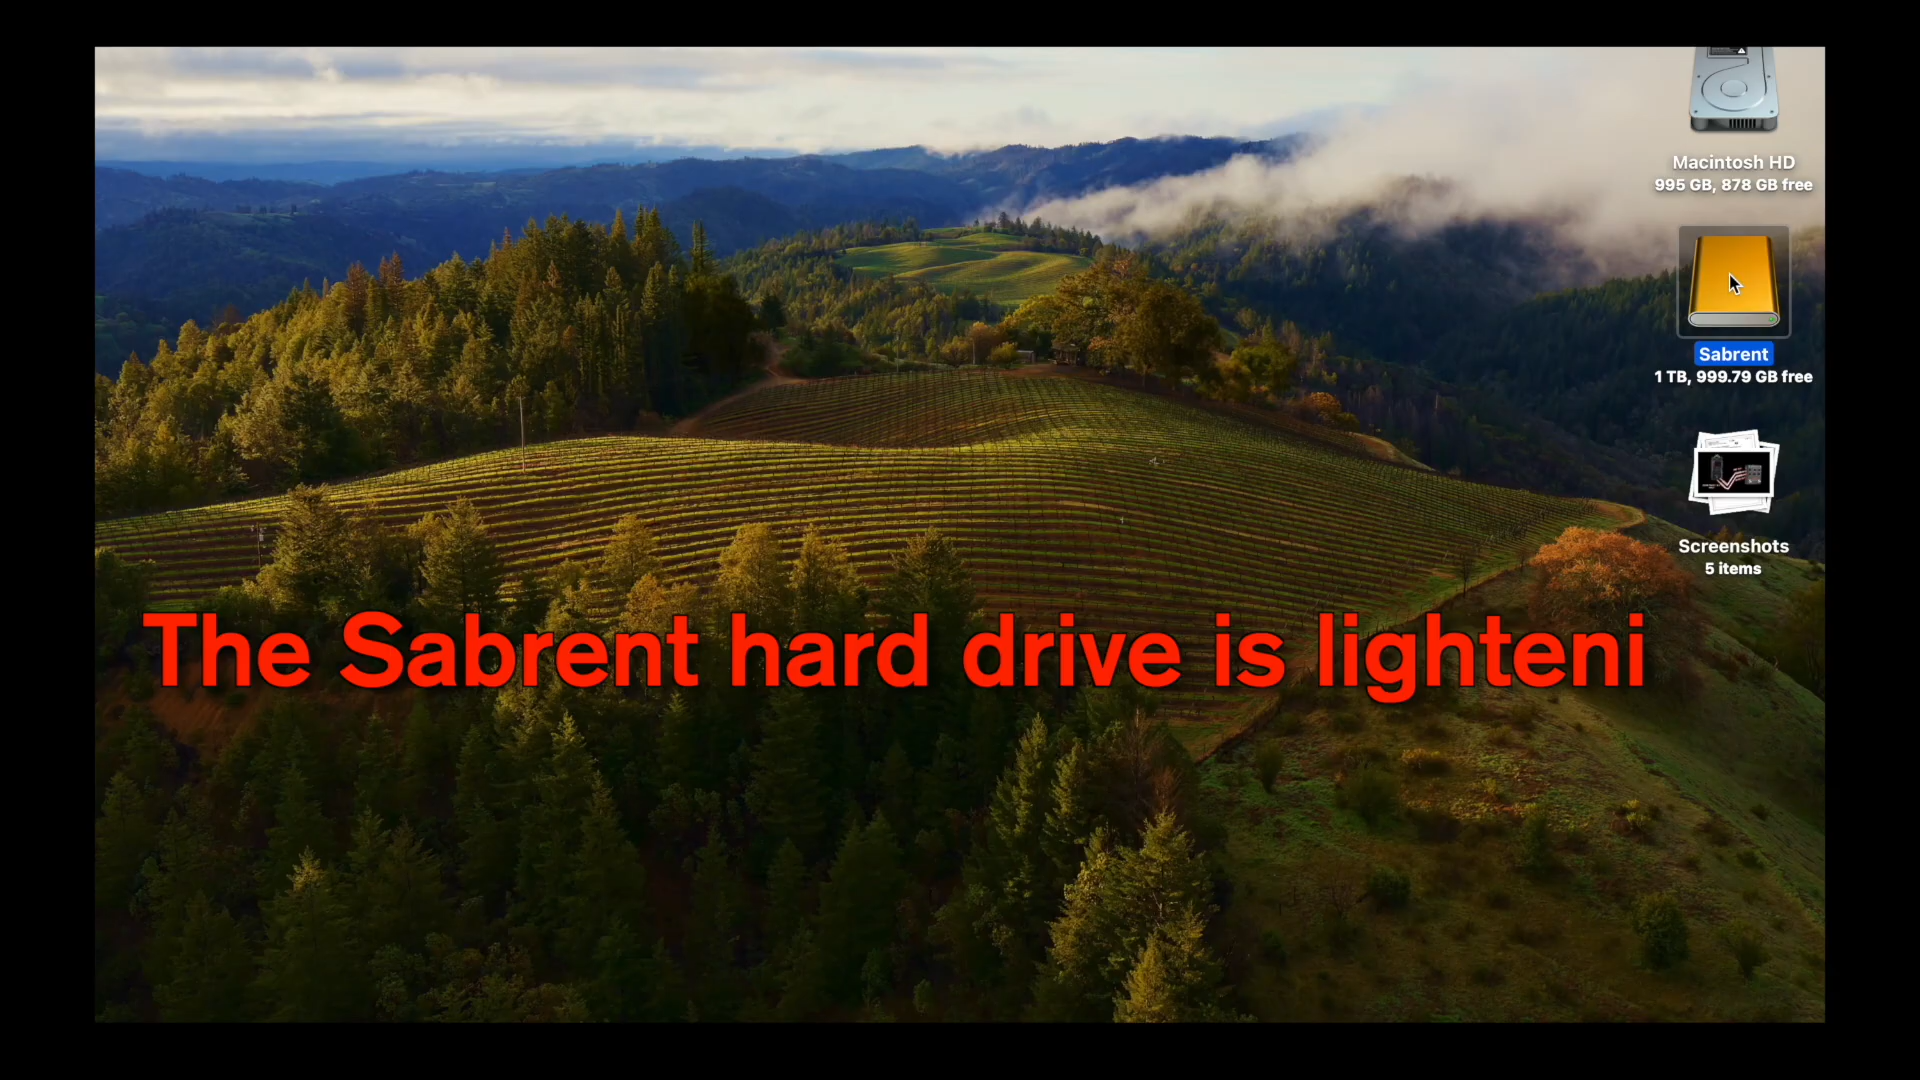 Macintosh HD
995 GB, 878 GB free
Sabrent
1 TB, 999.79 GB free
Screenshots
5 items
The Sabrent hard drive is lighteni